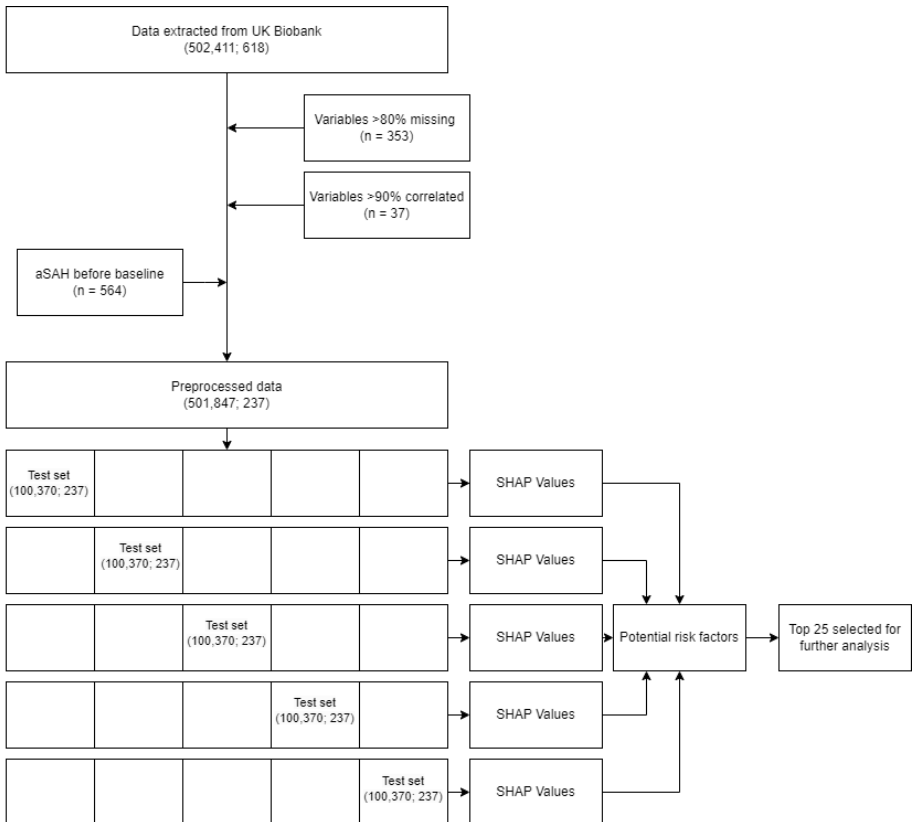 Data extracted from UK Biobank
(502,411; 618)
Variables >80% missing
(n = 353)
Variables >90% correlated
(n = 37)
aSAH before baseline
(n = 564)
Preprocessed data
(501,847; 237)
Test set
(100,370; 237)
SHAP Values
Test set
(100,370; 237)
SHAP Values
Test set
(100,370; 237)
SHAP Values
Potential risk factors
Top 25 selected for
further analysis
Test set
(100,370; 237)
SHAP Values
Test set
(100,370; 237)
SHAP Values